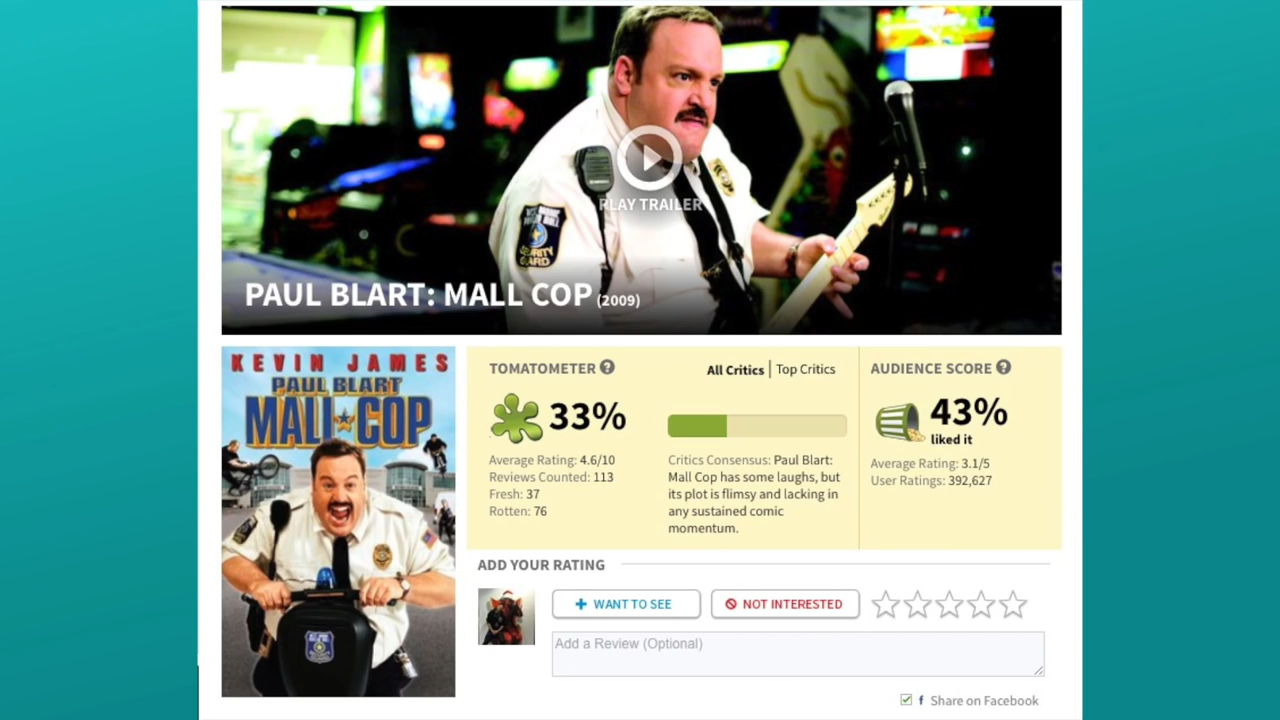 PLAY TRAILER
SECURITY
GUARD
PAUL BLART: MALL COP (2009)
KEVIN JAMES
PAUL BLART
MALL COP
TOMATOMETER ?
All Critics | Top Critics
33%
Average Rating: 4.6/10
Reviews Counted: 113
Fresh: 37
Rotten: 76
Critics Consensus: Paul Blart:
Mall Cop has some laughs, but
its plot is flimsy and lacking in
any sustained comic
momentum.
AUDIENCE SCORE ?
43%
liked it
Average Rating: 3.1/5
User Ratings: 392,627
ADD YOUR RATING
+ WANT TO SEE
NOT INTERESTED
Add a Review (Optional)
f Share on Facebook